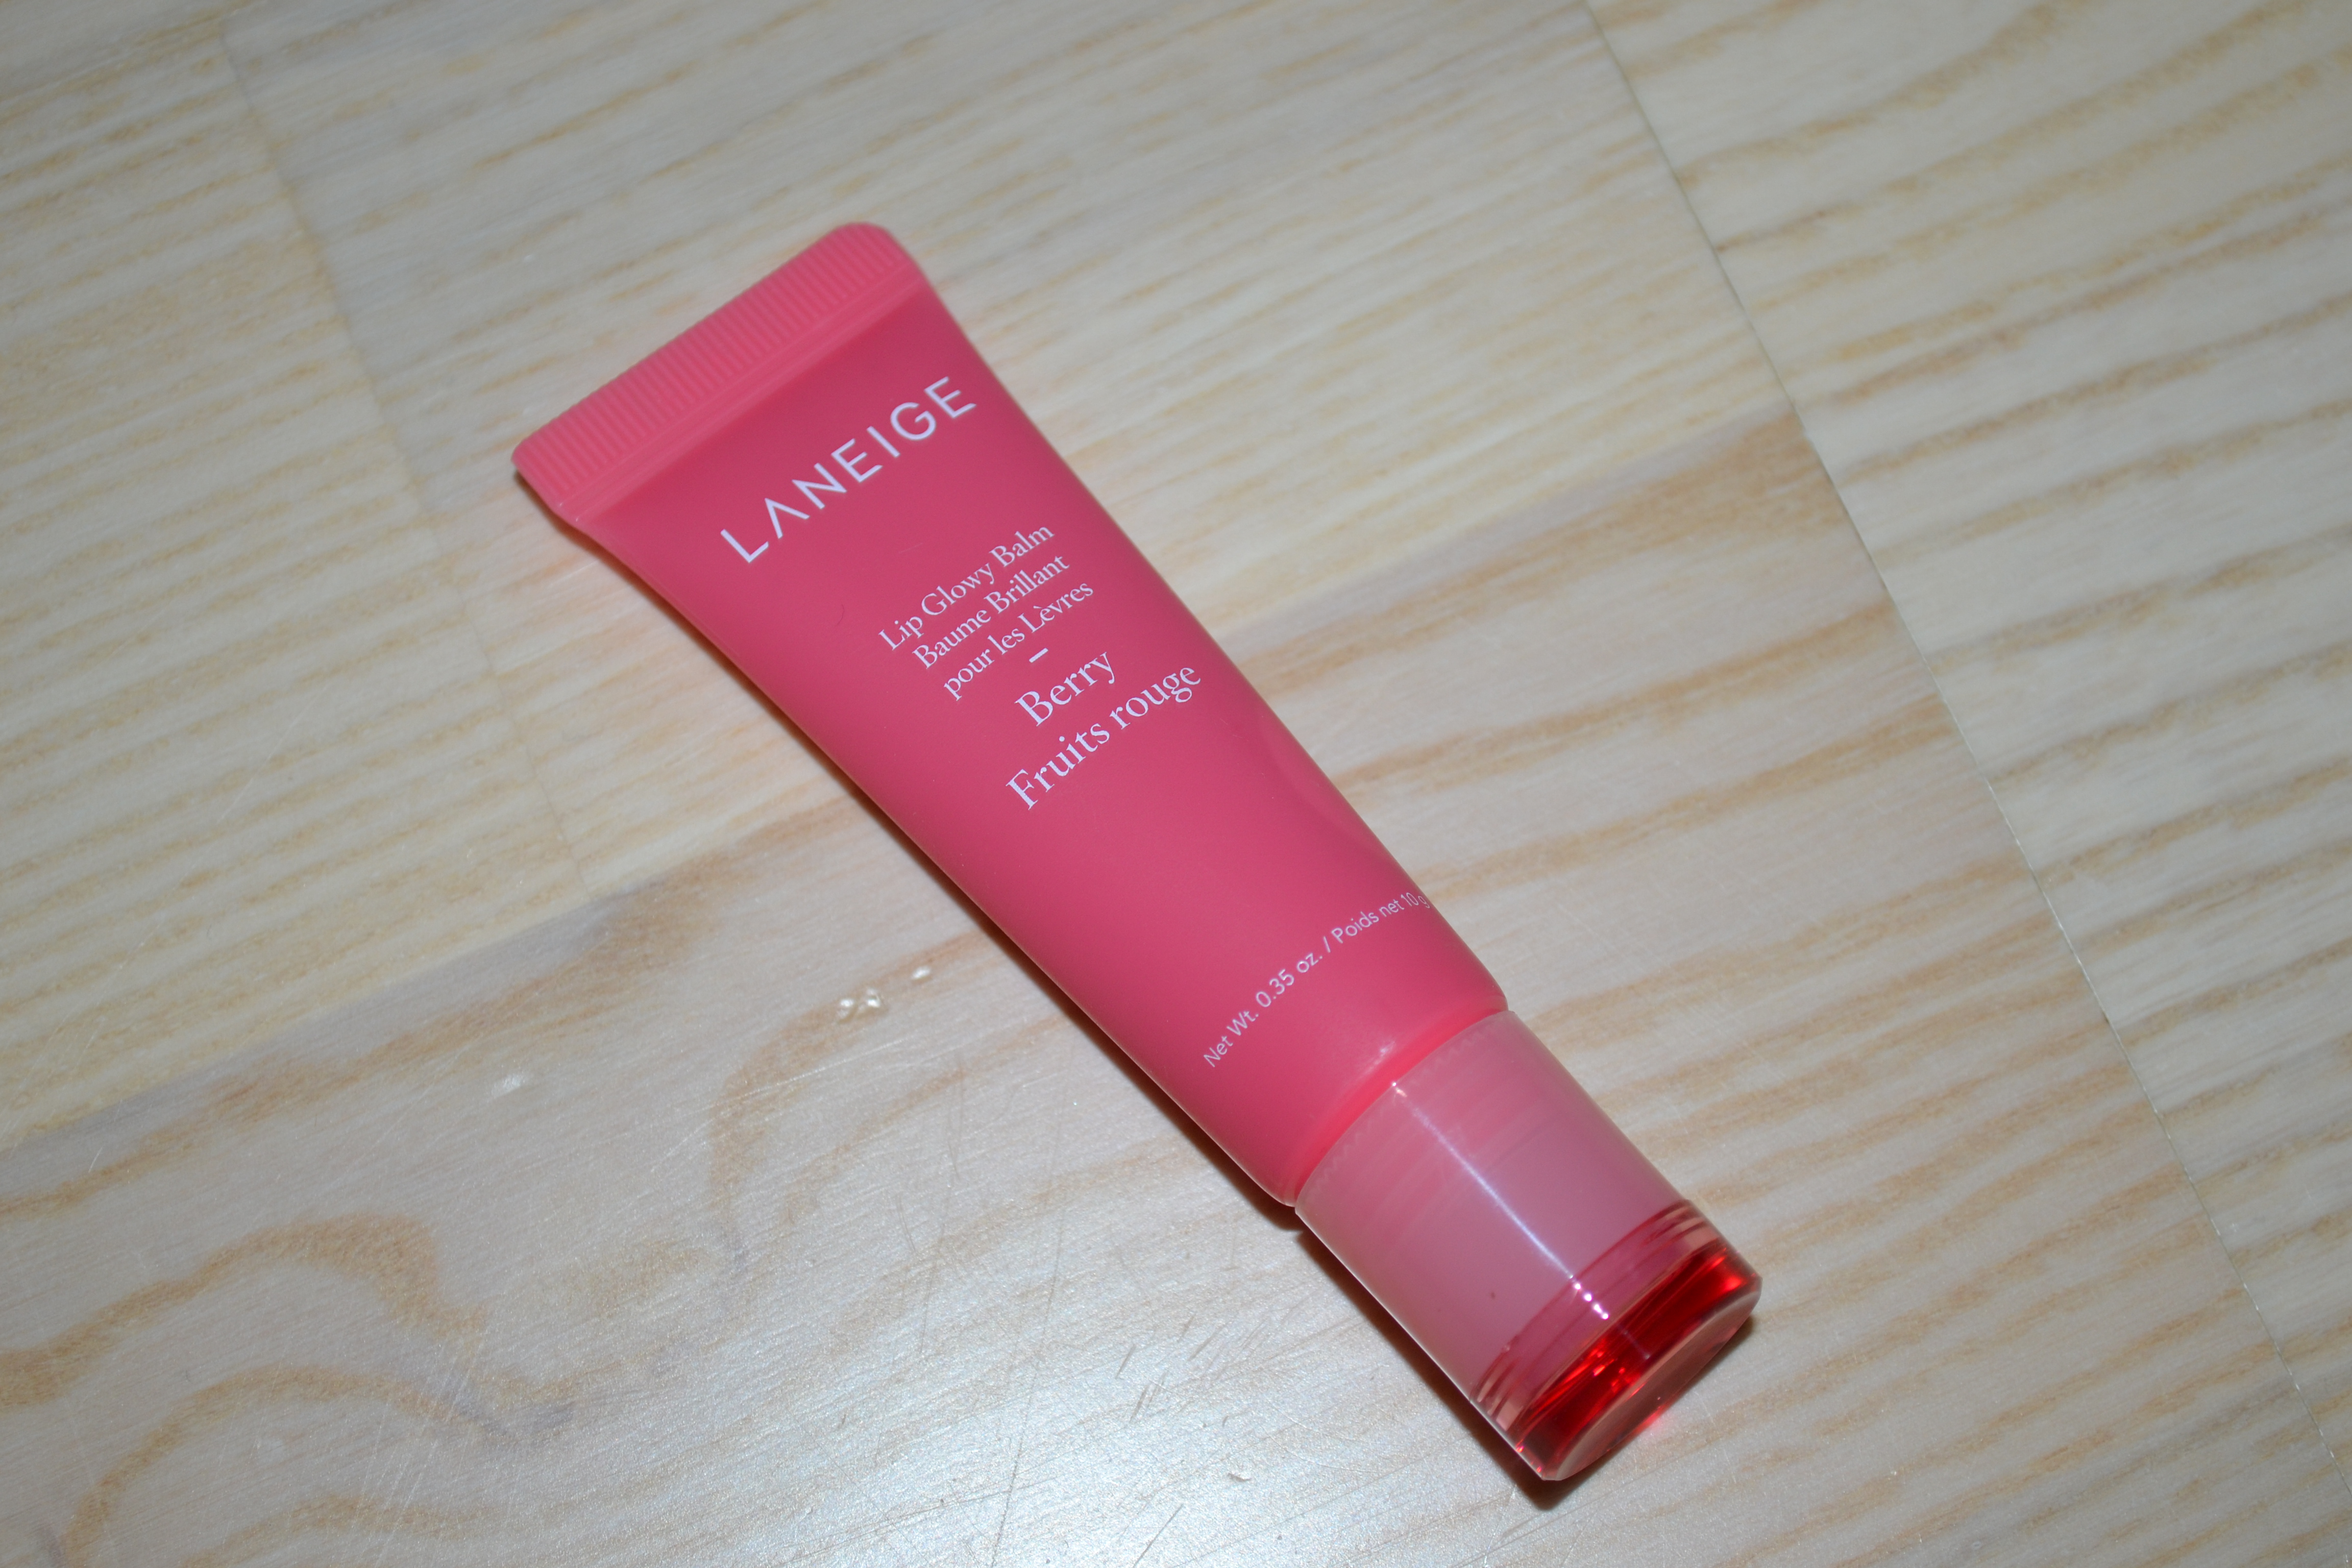 LANEIGE
Lip Glowy Balm
Baume Brillant
pour les Lèvres
–
Berry
Fruits rouge
Net Wt. 0.35 oz. / Poids net 10 g